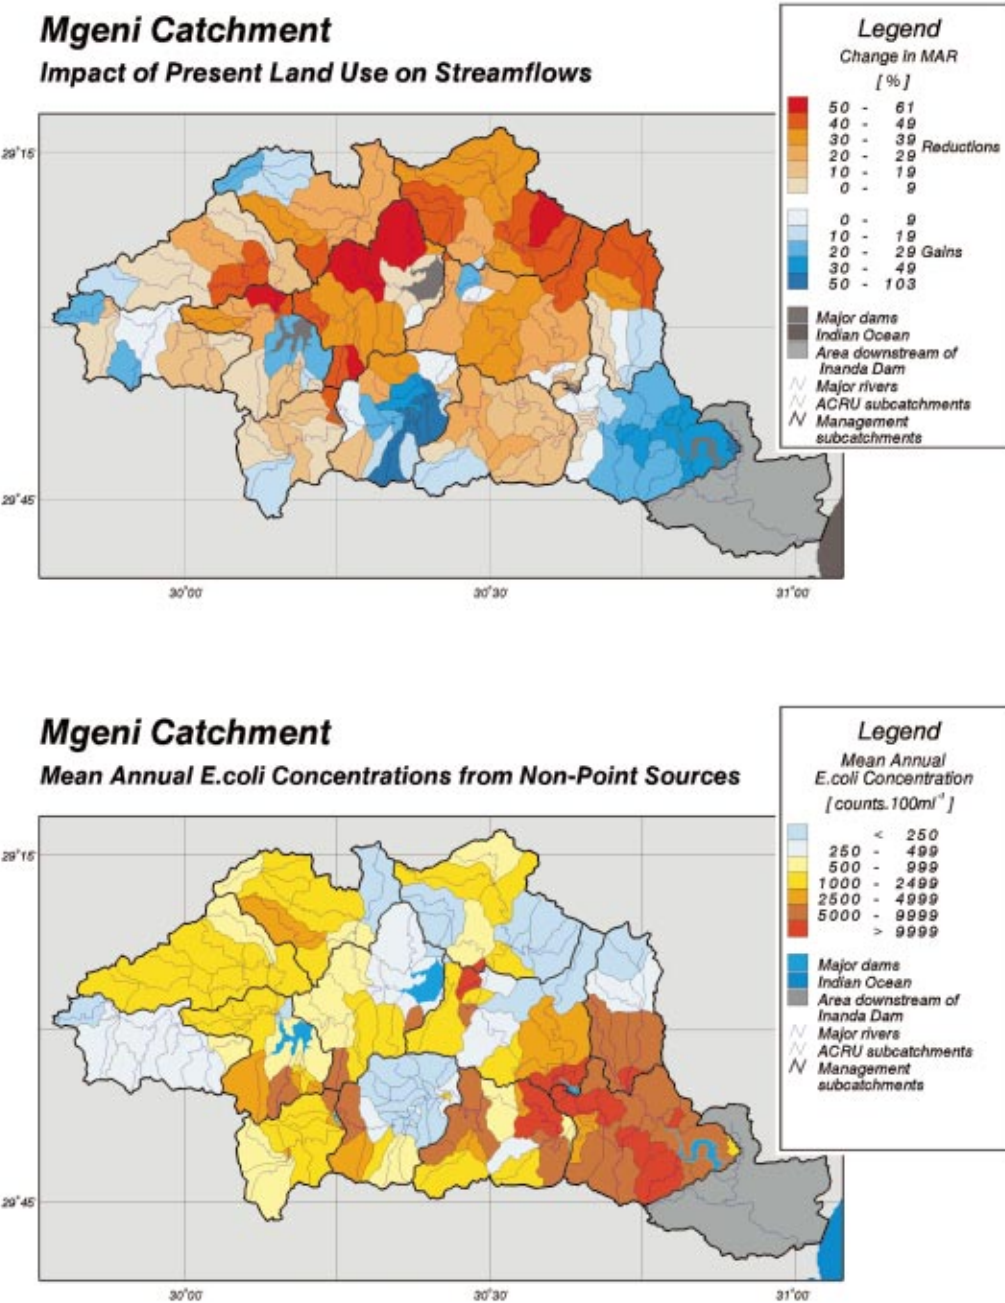 Mgeni Catchment
Impact of Present Land Use on Streamflows
Legend
Change in MAR
[ % ]
50 - 61
40 - 49
30 - 39
20 - 29
10 - 19
0 - 9
Reductions
0 - 9
10 - 19
20 - 29
30 - 49
50 - 103
Gains
Major dams
Indian Ocean
Area downstream of
Inanda Dam
Major rivers
ACRU subcatchments
Management
subcatchments
29°15'
29°45'
30°00'
30°30'
31°00'
Mgeni Catchment
Mean Annual E.coli Concentrations from Non-Point Sources
Legend
Mean Annual
E.coli Concentration
[ counts.100ml⁻¹ ]
< 250
250 - 499
500 - 999
1000 - 2499
2500 - 4999
5000 - 9999
> 9999
Major dams
Indian Ocean
Area downstream of
Inanda Dam
Major rivers
ACRU subcatchments
Management
subcatchments
29°15'
29°45'
30°00'
30°30'
31°00'